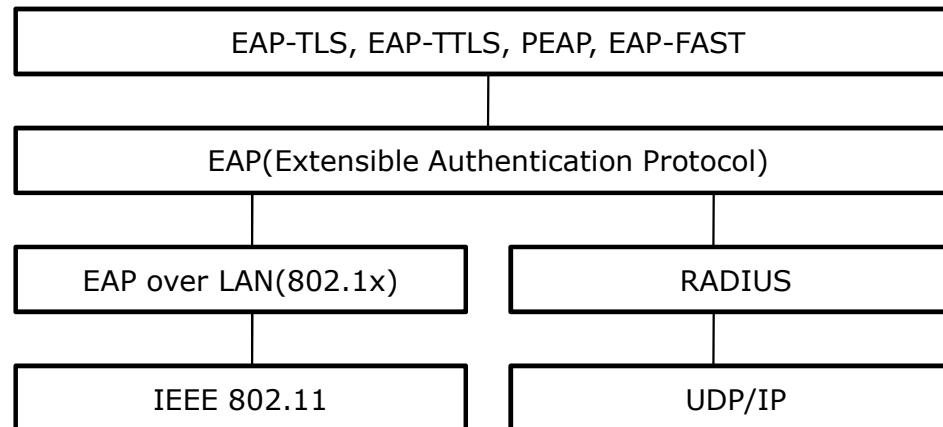 EAP-TLS, EAP-TTLS, PEAP, EAP-FAST
EAP(Extensible Authentication Protocol)
EAP over LAN(802.1x)
RADIUS
IEEE 802.11
UDP/IP